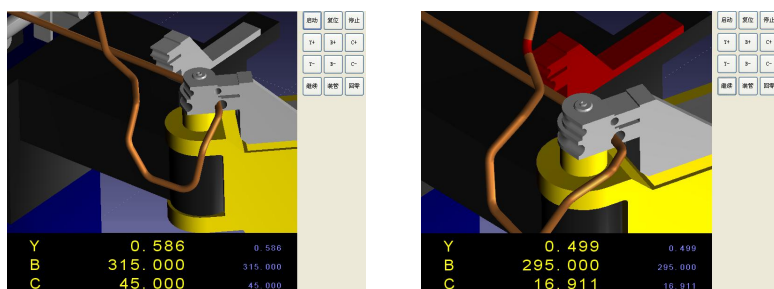 启动 复位 停止
Y+ B+ C+
Y- B- C-
继续 装管 回零
Y 0.586 0.586
B 315.000 315.000
C 45.000 45.000
启动 复位 停止
Y+ B+ C+
Y- B- C-
继续 装管 回零
Y 0.499 0.499
B 295.000 295.000
C 16.911 16.911